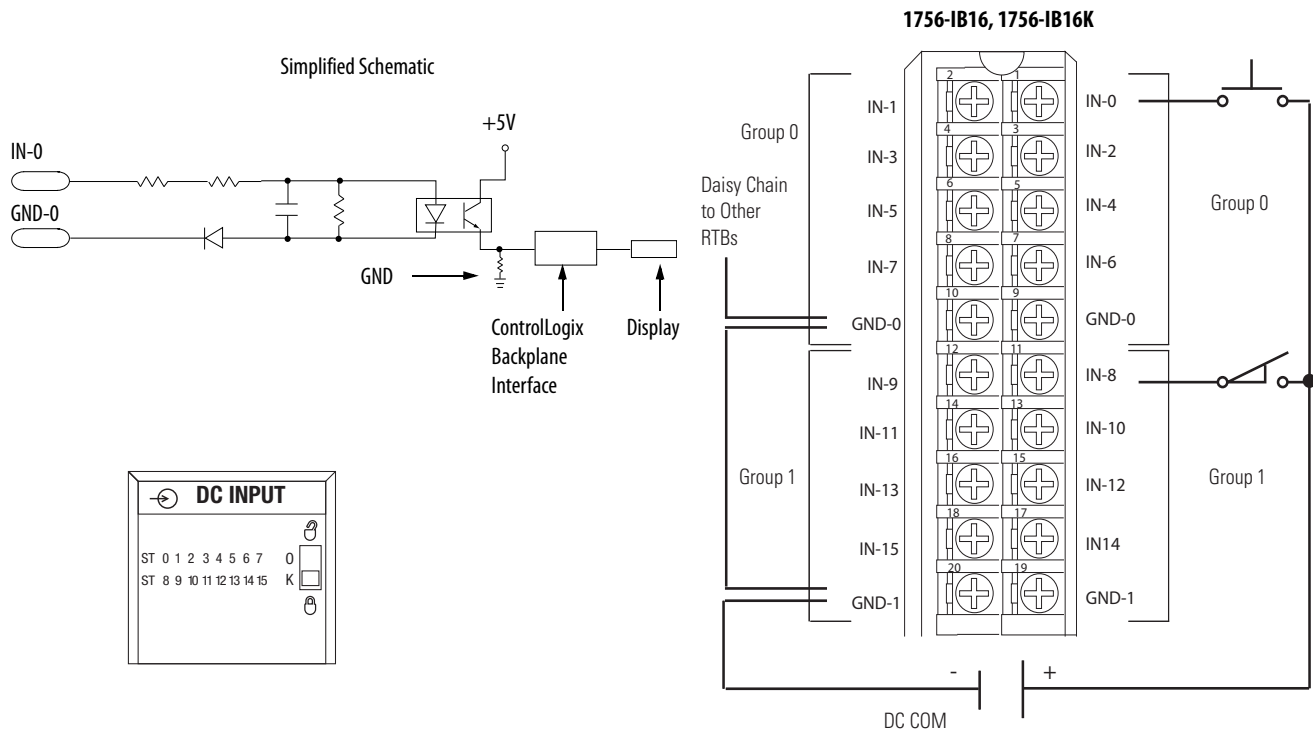 1756-IB16, 1756-IB16K
Simplified Schematic
+5V
IN-0
GND-0
GND
ControlLogix
Backplane
Interface
Display
DC INPUT
ST 0 1 2 3 4 5 6 7 O
ST 8 9 10 11 12 13 14 15 K
Group 0
Daisy Chain
to Other
RTBs
Group 1
IN-1 2 1 IN-0
IN-3 4 3 IN-2
IN-5 6 5 IN-4
IN-7 8 7 IN-6
GND-0 10 9 GND-0
IN-9 12 11 IN-8
IN-11 14 13 IN-10
IN-13 16 15 IN-12
IN-15 18 17 IN14
GND-1 20 19 GND-1
Group 0
Group 1
- +
DC COM